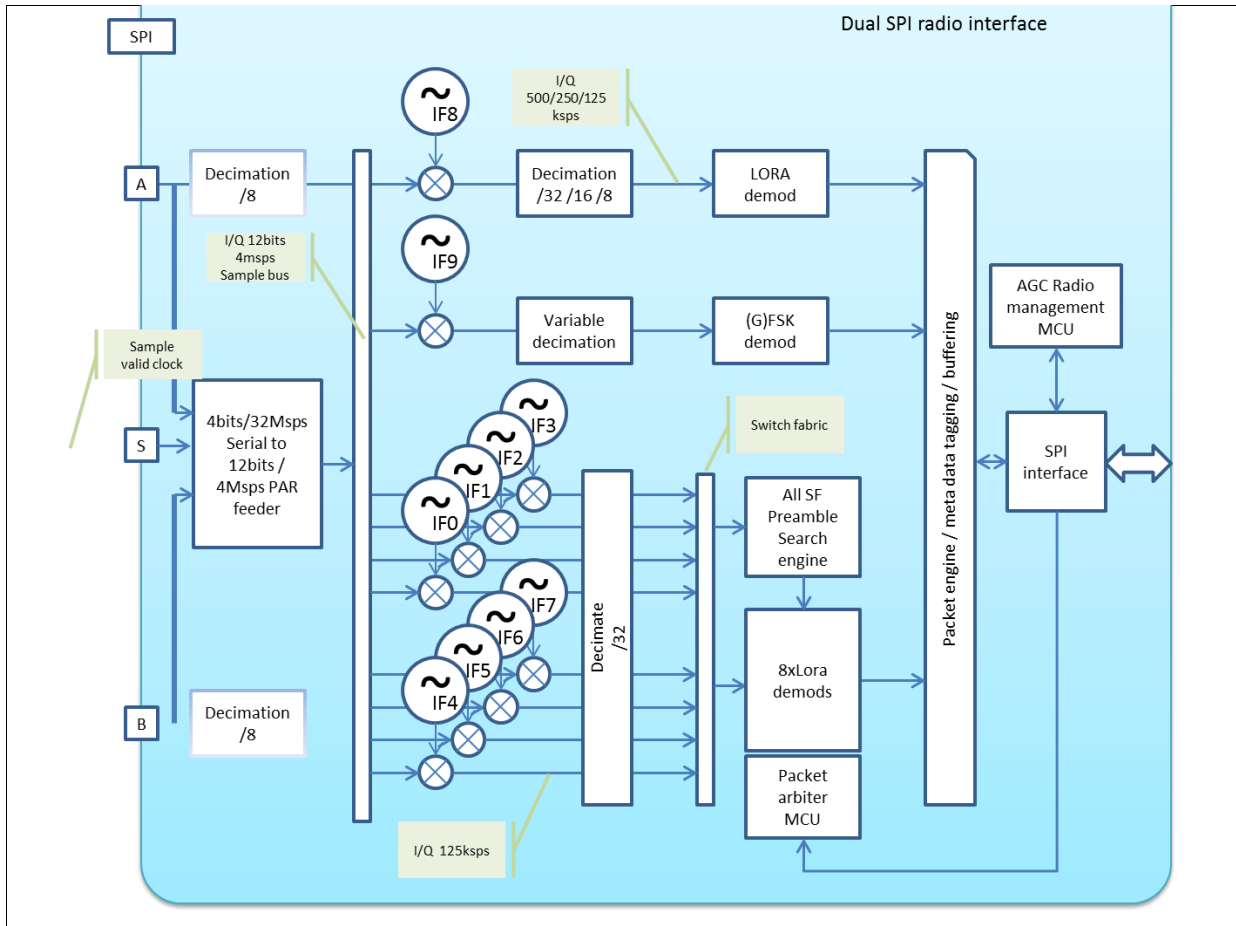 Dual SPI radio interface
SPI
IF8
I/Q
500/250/125
ksps
A
Decimation
/8
Decimation
/32 /16 /8
LORA
demod
I/Q 12bits
4msps
Sample bus
IF9
Variable
decimation
(G)FSK
demod
AGC Radio
management
MCU
Sample
valid clock
4bits/32Msps
Serial to
12bits /
4Msps PAR
feeder
S
IF3
IF2
IF1
IF0
Switch fabric
SPI
interface
All SF
Preamble
Search
engine
IF7
IF6
IF5
IF4
Decimate
/32
8xLora
demods
Packet engine / meta data tagging / buffering
B
Decimation
/8
Packet
arbiter
MCU
I/Q 125ksps